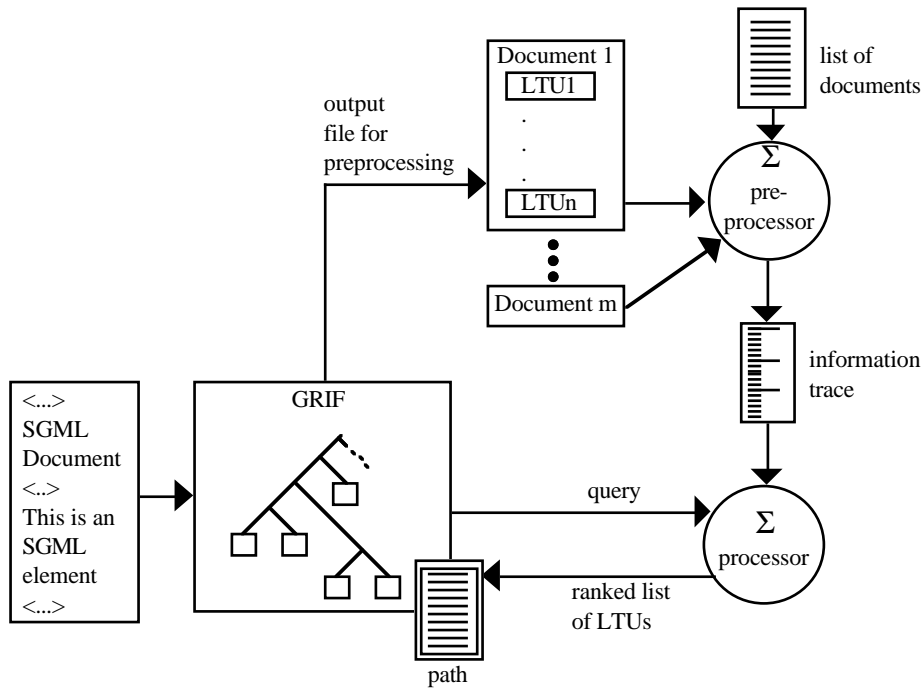 Document 1
LTU1
.
.
.
LTUn
Document m
output
file for
preprocessing
list of
documents
Σ
pre-
processor
information
trace
<...>
SGML
Document
<..>
This is an
SGML
element
<...>
GRIF
query
Σ
processor
ranked list
of LTUs
path